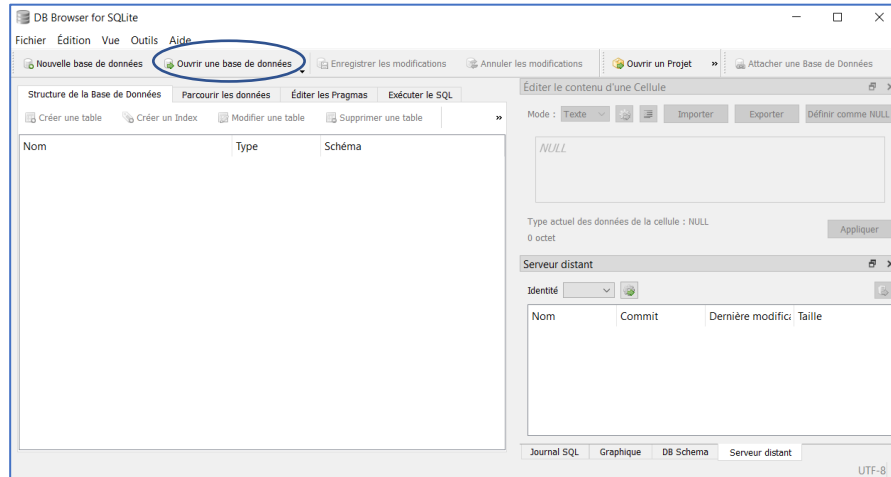 DB Browser for SQLite
Fichier Édition Vue Outils Aide
Nouvelle base de données Ouvrir une base de données Enregistrer les modifications Annuler les modifications Ouvrir un Projet » Attacher une Base de Données
Structure de la Base de Données Parcourir les données Éditer les Pragmas Exécuter le SQL
Créer une table Créer un Index Modifier une table Supprimer une table »
Nom Type Schéma
Éditer le contenu d'une Cellule
Mode : Texte Importer Exporter Définir comme NULL
NULL
Type actuel des données de la cellule : NULL
0 octet
Appliquer
Serveur distant
Identité
Nom Commit Dernière modifica Taille
Journal SQL Graphique DB Schema Serveur distant
UTF-8